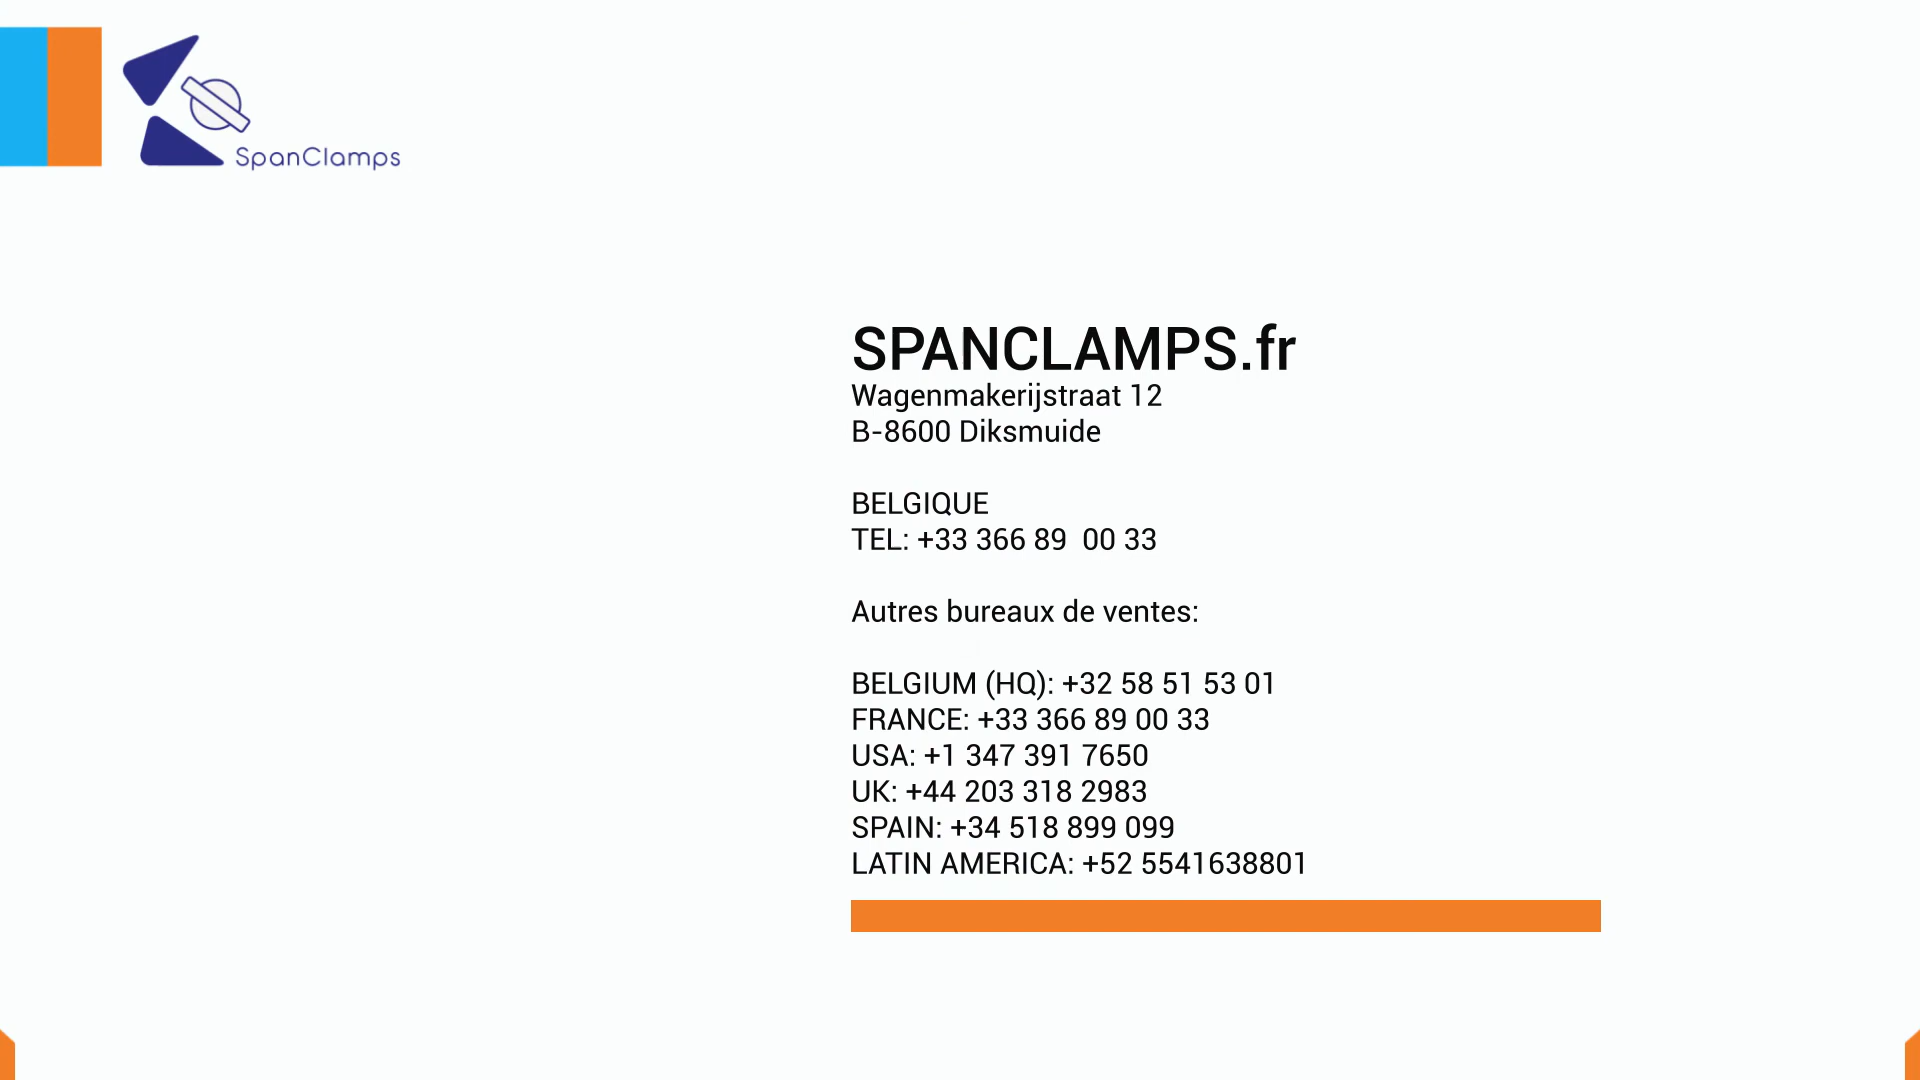 SpanClamps
SPANCLAMPS.fr
Wagenmakerijstraat 12
B-8600 Diksmuide
BELGIQUE
TEL: +33 366 89  00 33
Autres bureaux de ventes:
BELGIUM (HQ): +32 58 51 53 01
FRANCE: +33 366 89 00 33
USA: +1 347 391 7650
UK: +44 203 318 2983
SPAIN: +34 518 899 099
LATIN AMERICA: +52 5541638801